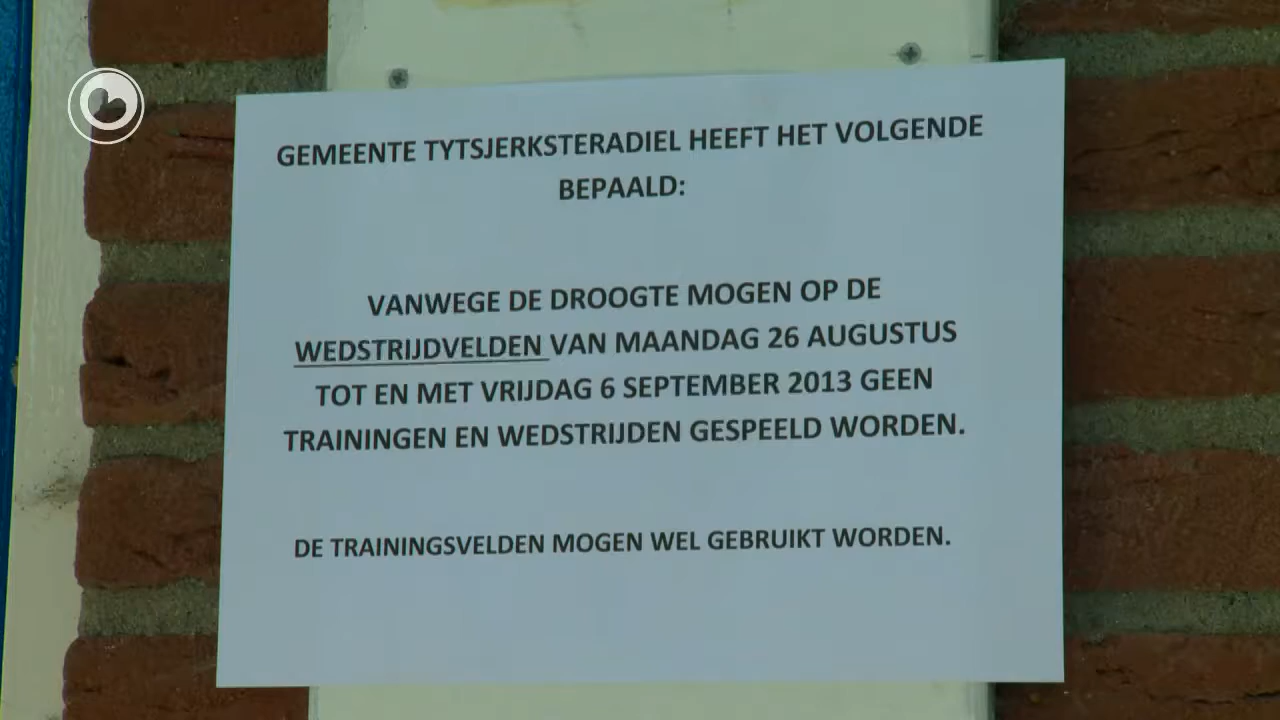 GEMEENTE TYTSJERKSTERADIEL HEEFT HET VOLGENDE
BEPAALD:
VANWEGE DE DROOGTE MOGEN OP DE
WEDSTRIJDVELDEN VAN MAANDAG 26 AUGUSTUS
TOT EN MET VRIJDAG 6 SEPTEMBER 2013 GEEN
TRAININGEN EN WEDSTRIJDEN GESPEELD WORDEN.
DE TRAININGSVELDEN MOGEN WEL GEBRUIKT WORDEN.